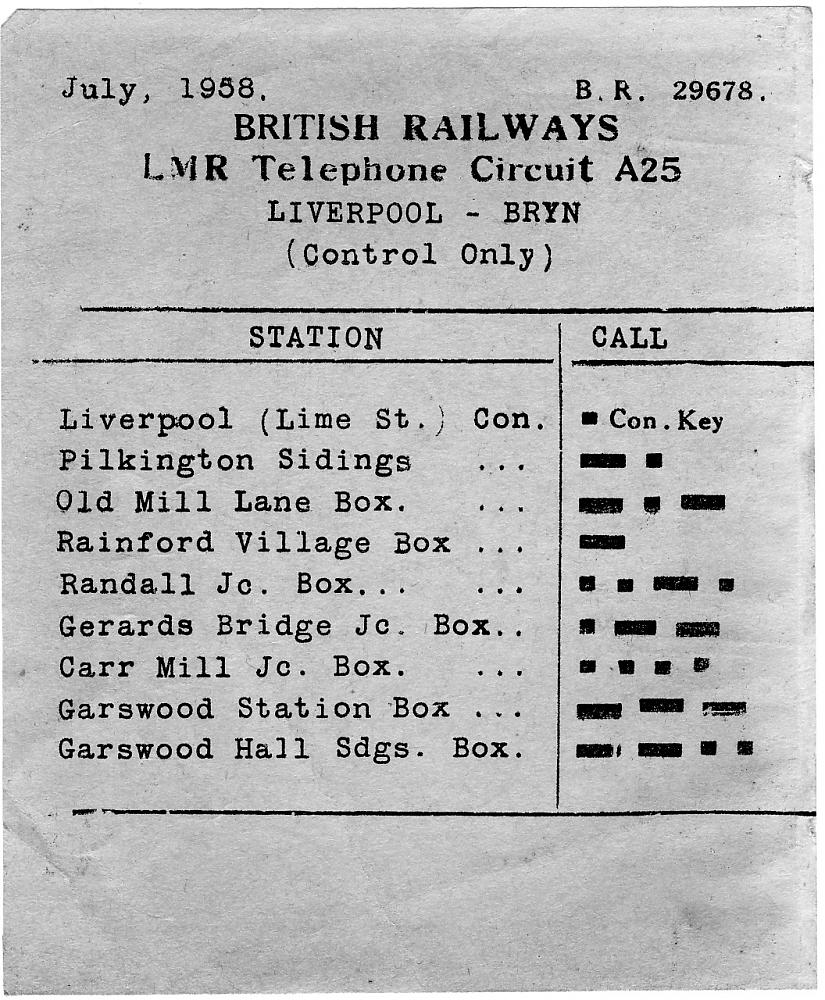 July, 1958. B.R. 29678.
BRITISH RAILWAYS
LMR Telephone Circuit A25
LIVERPOOL - BRYN
(Control Only)
STATION CALL
Liverpool (Lime St.) Con. ▪ Con.Key
Pilkington Sidings ... ▬ ▪
Old Mill Lane Box. ... ▬ ▪ ▬
Rainford Village Box ... ▬
Randall Jc. Box... ... ▪ ▪ ▬ ▪
Gerards Bridge Jc. Box.. ▪ ▬ ▬
Carr Mill Jc. Box. ... ▪ ▪ ▪ ▪
Garswood Station Box ... ▬ ▬ ▬
Garswood Hall Sdgs. Box. ▬ ▬ ▪ ▪